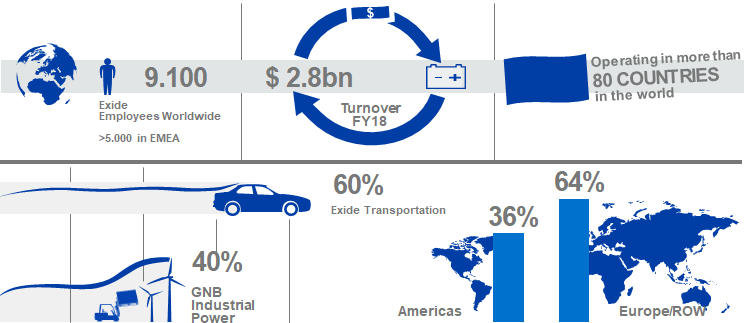 9.100
Exide
Employees Worldwide
>5.000 in EMEA
$
$ 2.8bn
Turnover
FY18
Operating in more than
80 COUNTRIES
in the world
60%
Exide Transportation
40%
GNB
Industrial
Power
36%
64%
Americas
Europe/ROW